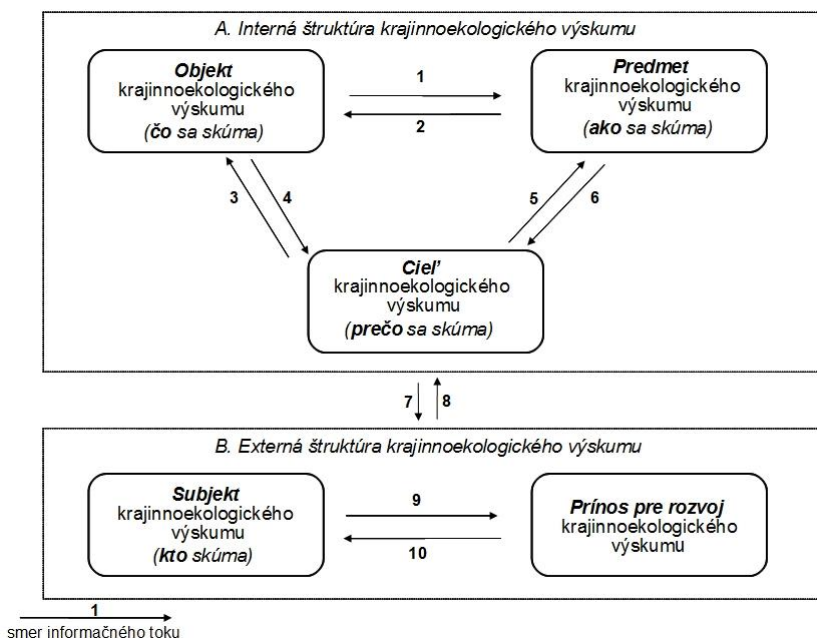 A. Interná štruktúra krajinnoekologického výskumu
Objekt
krajinnoekologického
výskumu
(čo sa skúma)
1
2
Predmet
krajinnoekologického
výskumu
(ako sa skúma)
3
4
5
6
Cieľ
krajinnoekologického
výskumu
(prečo sa skúma)
7
8
B. Externá štruktúra krajinnoekologického výskumu
Subjekt
krajinnoekologického
výskumu
(kto skúma)
9
10
Prínos pre rozvoj
krajinnoekologického
výskumu
1
smer informačného toku